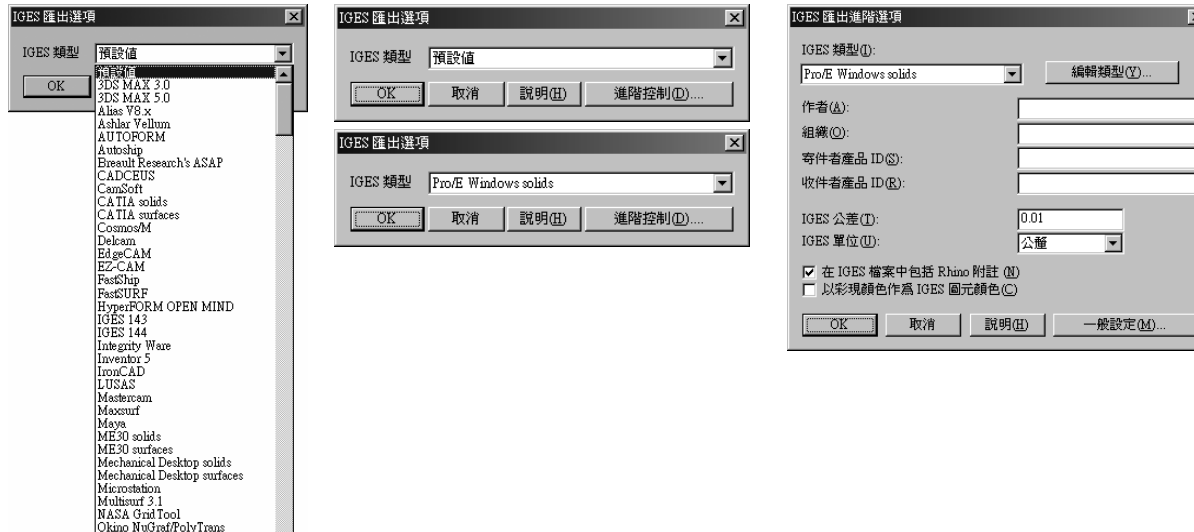 IGES 匯出選項
IGES 類型 預設值
OK
預設值
3DS MAX 3.0
3DS MAX 5.0
Alias V8.x
Ashlar Vellum
AUTOFORM
Autoship
Breault Research's ASAP
CADCEUS
CamSoft
CATIA solids
CATIA surfaces
Cosmos/M
Delcam
EdgeCAM
EZ-CAM
FastShip
FastSURF
HyperFORM OPEN MIND
IGES 143
IGES 144
Integrity Ware
Inventor 5
IronCAD
LUSAS
Mastercam
Maxsurf
Maya
ME30 solids
ME30 surfaces
Mechanical Desktop solids
Mechanical Desktop surfaces
Microstation
Multisurf 3.1
NASA GridTool
Okino NuGraf/PolyTrans
IGES 匯出選項
IGES 類型 預設值
OK 取消 說明(H) 進階控制(D)....
IGES 匯出選項
IGES 類型 Pro/E Windows solids
OK 取消 說明(H) 進階控制(D)....
IGES 匯出進階選項
IGES 類型(I):
Pro/E Windows solids 編輯類型(Y)...
作者(A):
組織(O):
寄件者產品 ID(S):
收件者產品 ID(R):
IGES 公差(T): 0.01
IGES 單位(U): 公釐
在 IGES 檔案中包括 Rhino 附註 (N)
以彩現顏色作為 IGES 圖元顏色(C)
OK 取消 說明(H) 一般設定(M)...